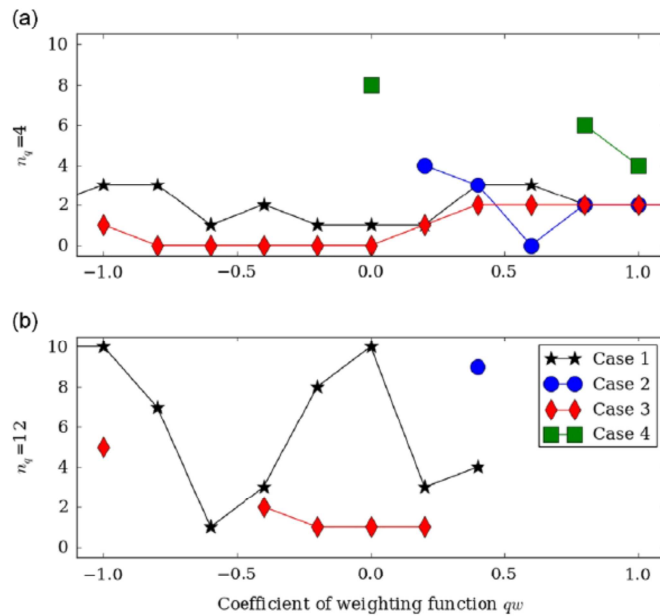 (a)
10
8
6
4
2
0
n_q=4
−1.0 −0.5 0.0 0.5 1.0
(b)
10
8
6
4
2
0
n_q=12
Case 1
Case 2
Case 3
Case 4
−1.0 −0.5 0.0 0.5 1.0
Coefficient of weighting function qw